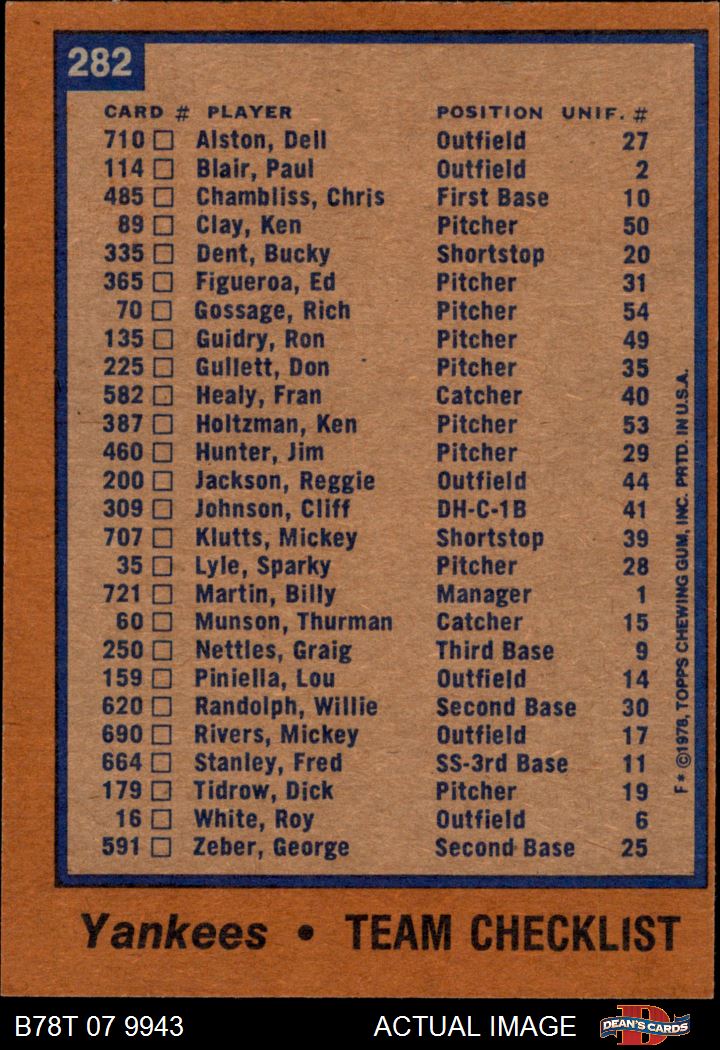 282
CARD # PLAYER POSITION UNIF. #
710 Alston, Dell Outfield 27
114 Blair, Paul Outfield 2
485 Chambliss, Chris First Base 10
89 Clay, Ken Pitcher 50
335 Dent, Bucky Shortstop 20
365 Figueroa, Ed Pitcher 31
70 Gossage, Rich Pitcher 54
135 Guidry, Ron Pitcher 49
225 Gullett, Don Pitcher 35
582 Healy, Fran Catcher 40
387 Holtzman, Ken Pitcher 53
460 Hunter, Jim Pitcher 29
200 Jackson, Reggie Outfield 44
309 Johnson, Cliff DH-C-1B 41
707 Klutts, Mickey Shortstop 39
35 Lyle, Sparky Pitcher 28
721 Martin, Billy Manager 1
60 Munson, Thurman Catcher 15
250 Nettles, Graig Third Base 9
159 Piniella, Lou Outfield 14
620 Randolph, Willie Second Base 30
690 Rivers, Mickey Outfield 17
664 Stanley, Fred SS-3rd Base 11
179 Tidrow, Dick Pitcher 19
16 White, Roy Outfield 6
591 Zeber, George Second Base 25
F* ©1978, TOPPS CHEWING GUM, INC. PRTD. IN U.S.A.
Yankees • TEAM CHECKLIST
B78T 07 9943 ACTUAL IMAGE
D
DEAN'S CARDS